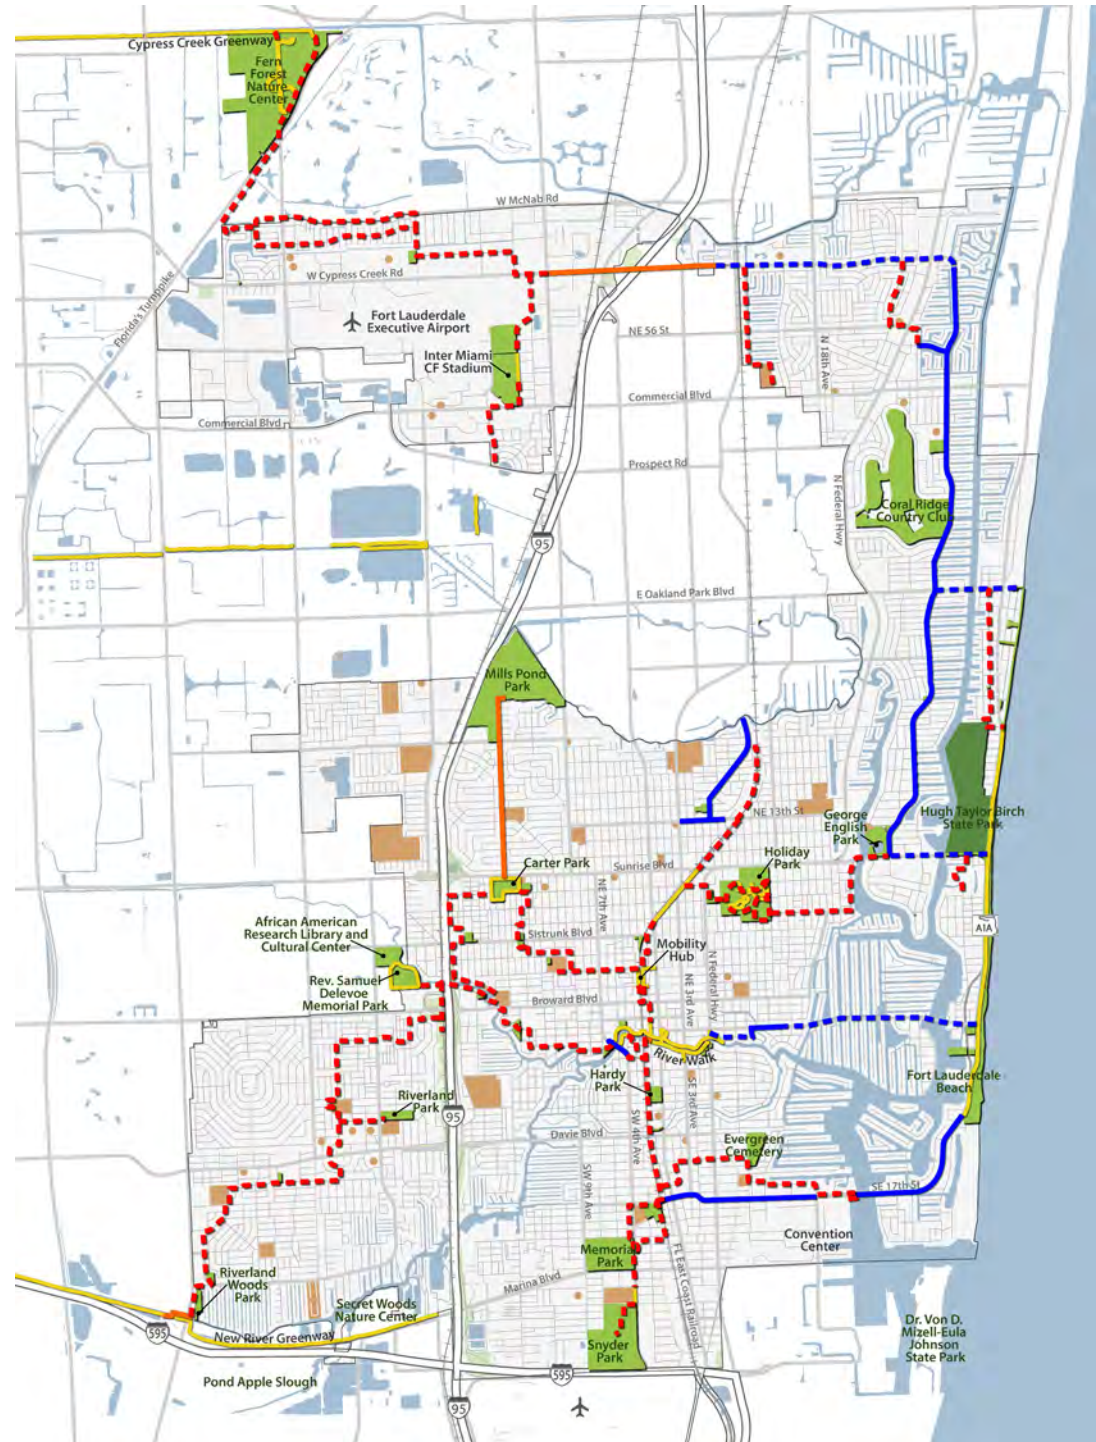 Cypress Creek Greenway
Fern
Forest
Nature
Center
W McNab Rd
W Cypress Creek Rd
Florida's Turnpike
Fort Lauderdale
Executive Airport
NE 56 St
N 18th Ave
Inter Miami
CF Stadium
Commercial Blvd
Commercial Blvd
Prospect Rd
N Federal Hwy
Coral Ridge
Country Club
95
E Oakland Park Blvd
Mills Pond
Park
NE 13th St
George
English
Park
Hugh Taylor Birch
State Park
Holiday
Park
Carter Park
Sunrise Blvd
NE 7th Ave
African American
Research Library and
Cultural Center
Sistrunk Blvd
A1A
Mobility
Hub
N Federal Hwy
NE 3rd Ave
Rev. Samuel
Delevoe
Memorial Park
Broward Blvd
River Walk
Hardy
Park
Fort Lauderdale
Beach
Riverland
Park
SE 3rd Ave
95
SW 4th Ave
Davie Blvd
Evergreen
Cemetery
SW 9th Ave
SE 17th St
Convention
Center
Memorial
Park
FL East Coast Railroad
Riverland
Woods
Park
Marina Blvd
Secret Woods
Nature Center
595
New River Greenway
Dr. Von D.
Mizell-Eula
Johnson
State Park
Snyder
Park
595
Pond Apple Slough
95